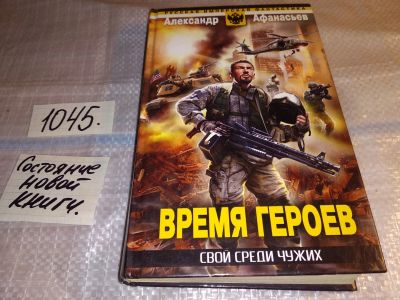 1045.
Состояние
новой
книги.
Александр Афанасьев
ВРЕМЯ ГЕРОЕВ
СВОЙ СРЕДИ ЧУЖИХ